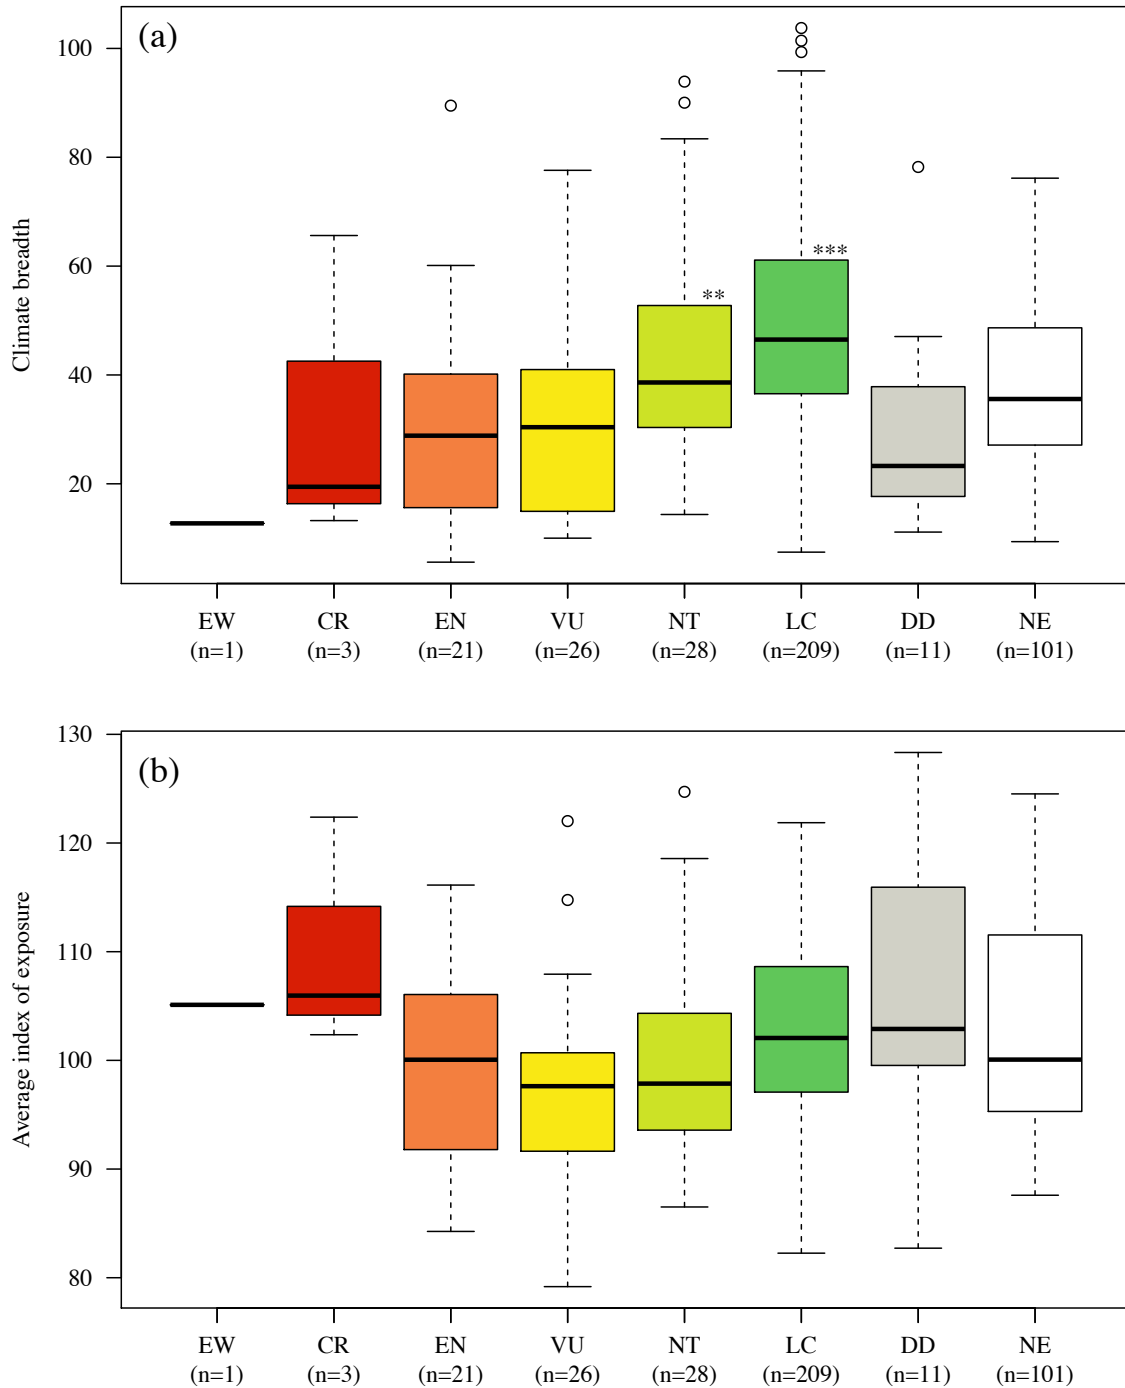 (a)
Climate breadth
100
80
60
40
20
**
***
EW CR EN VU NT LC DD NE
(n=1) (n=3) (n=21) (n=26) (n=28) (n=209) (n=11) (n=101)
(b)
Average index of exposure
130
120
110
100
90
80
EW CR EN VU NT LC DD NE
(n=1) (n=3) (n=21) (n=26) (n=28) (n=209) (n=11) (n=101)